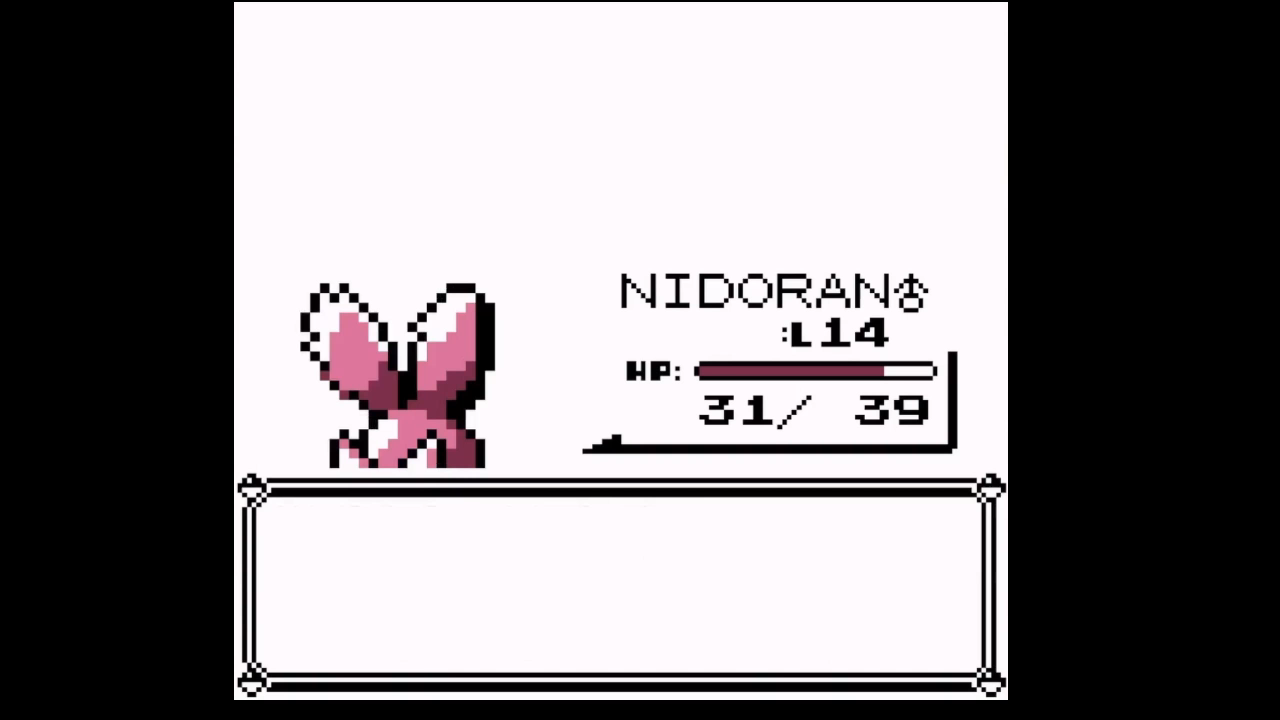 NIDORAN♂
:L14
HP:
31/ 39